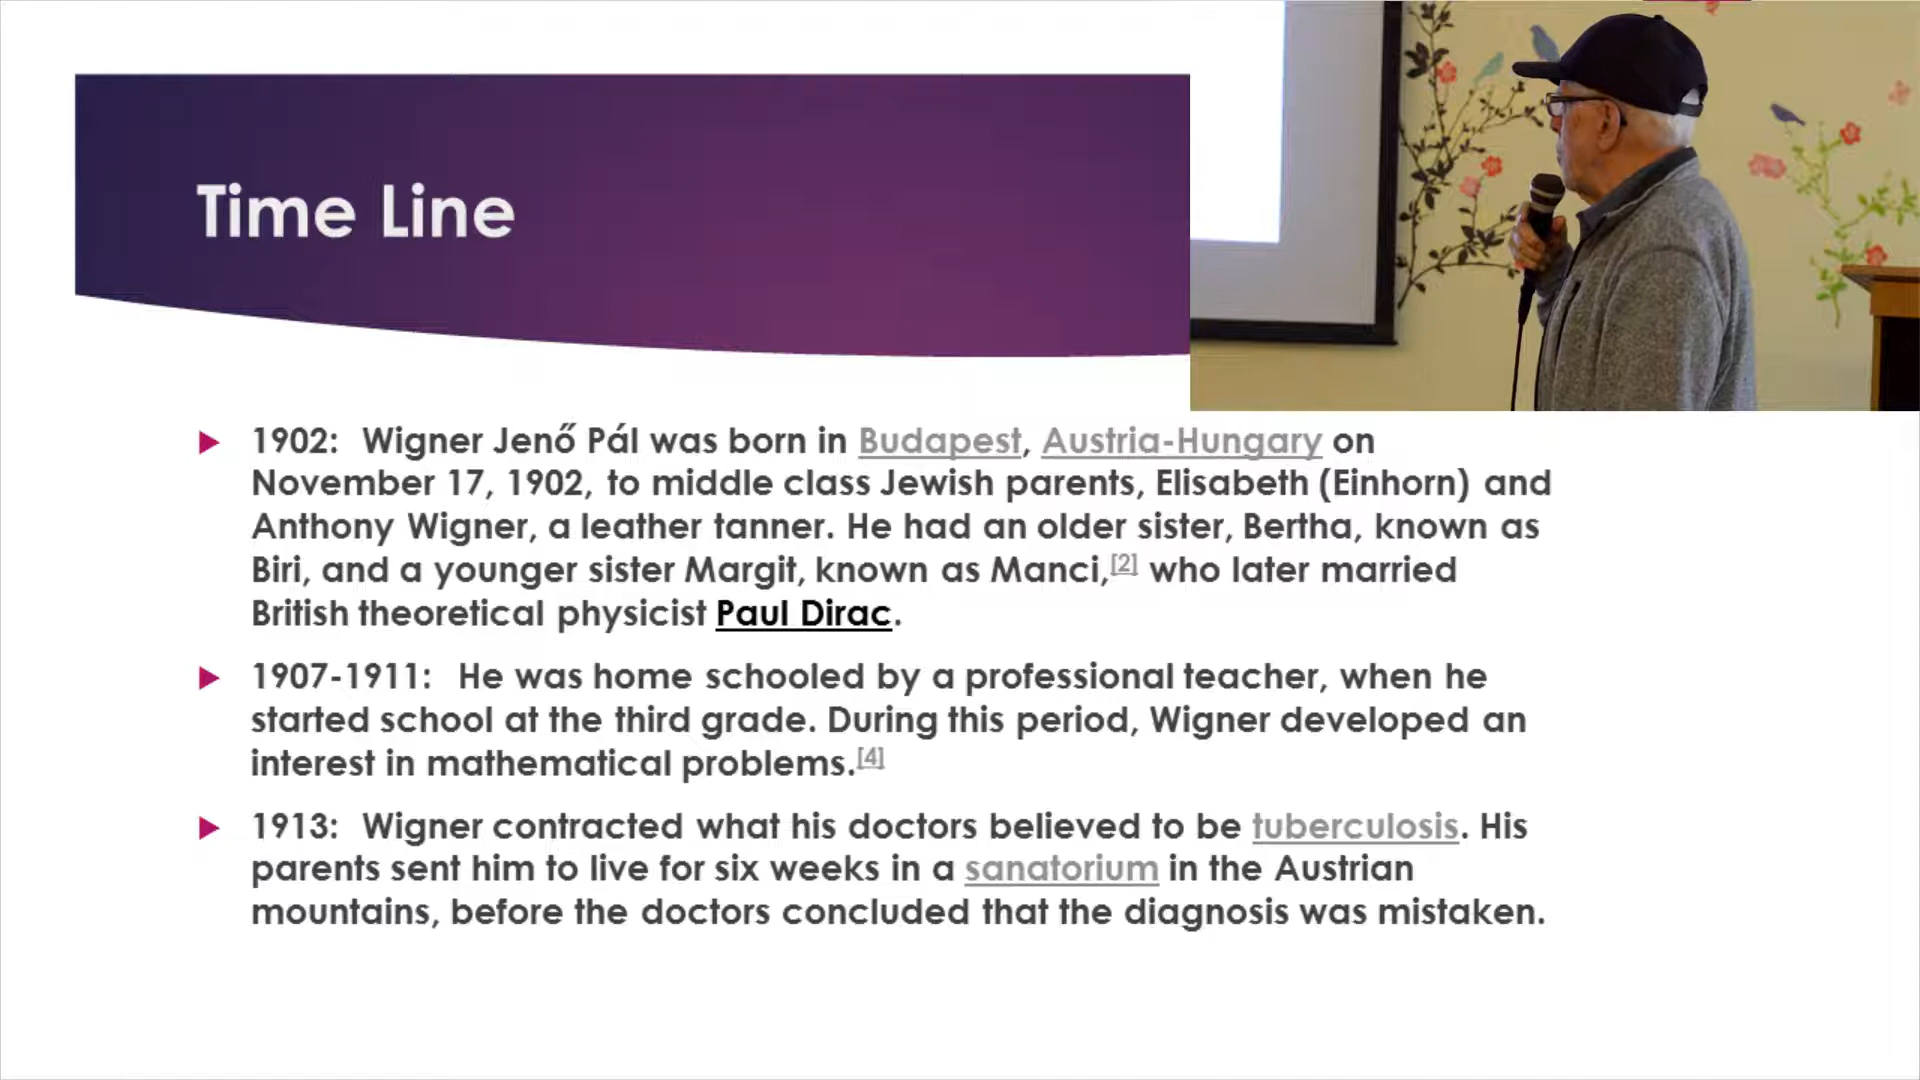 Time Line
1902: Wigner Jenő Pál was born in Budapest, Austria-Hungary on
November 17, 1902, to middle class Jewish parents, Elisabeth (Einhorn) and
Anthony Wigner, a leather tanner. He had an older sister, Bertha, known as
Biri, and a younger sister Margit, known as Manci,[2] who later married
British theoretical physicist Paul Dirac.
1907-1911: He was home schooled by a professional teacher, when he
started school at the third grade. During this period, Wigner developed an
interest in mathematical problems.[4]
1913: Wigner contracted what his doctors believed to be tuberculosis. His
parents sent him to live for six weeks in a sanatorium in the Austrian
mountains, before the doctors concluded that the diagnosis was mistaken.